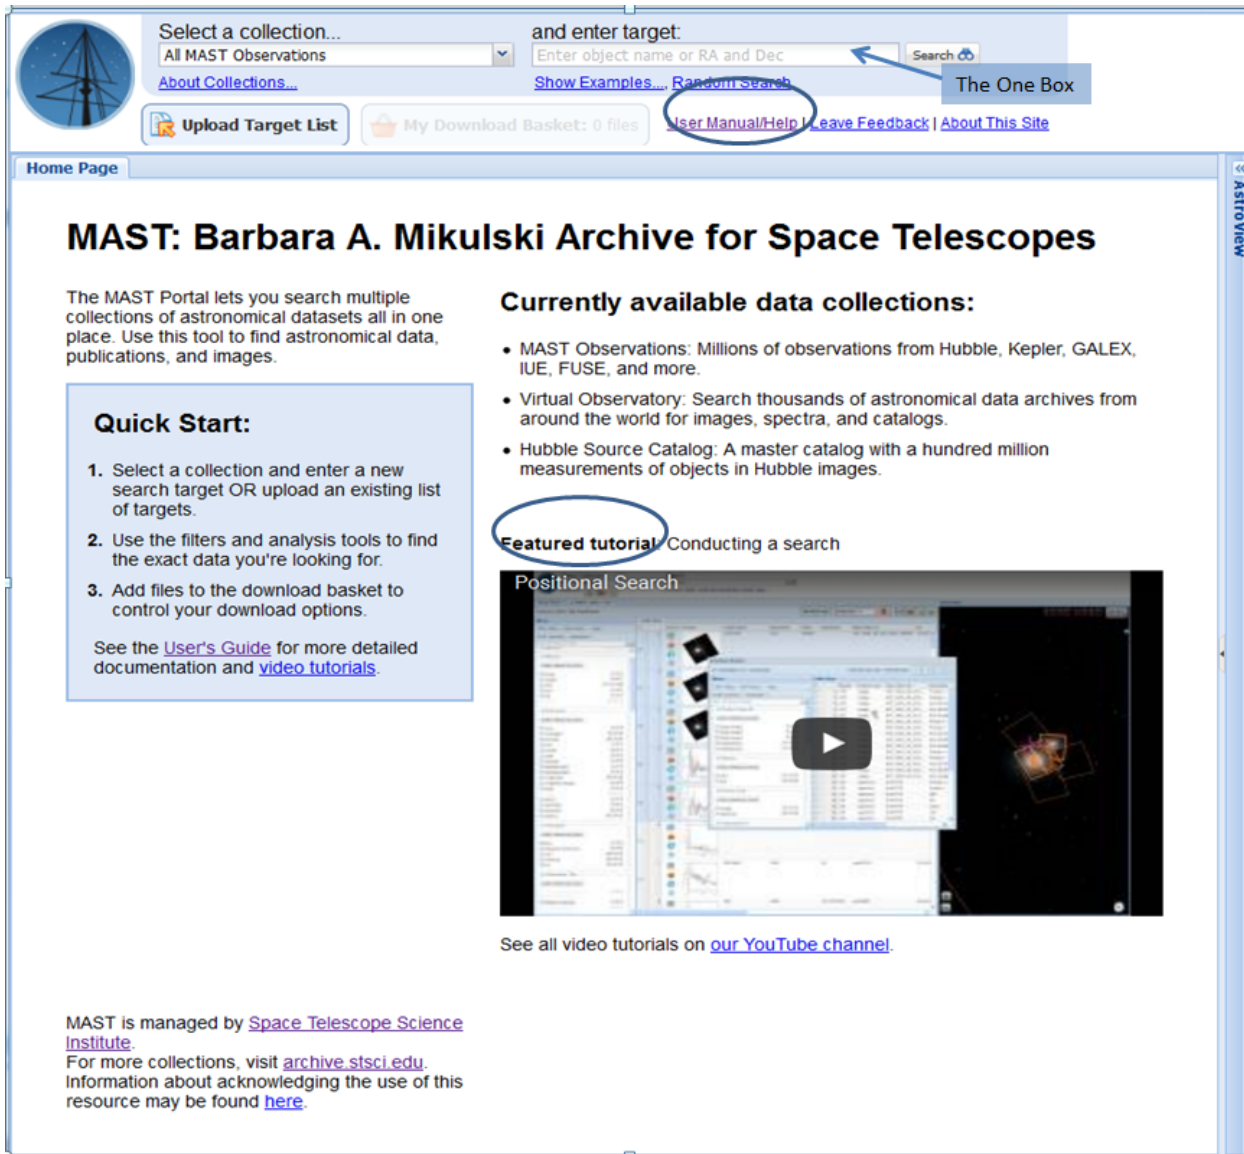 Select a collection...
and enter target:
All MAST Observations
Enter object name or RA and Dec
Search
About Collections...
Show Examples..., Random Search
The One Box
Upload Target List
My Download Basket: 0 files
User Manual/Help | Leave Feedback | About This Site
Home Page
AstroView
MAST: Barbara A. Mikulski Archive for Space Telescopes
The MAST Portal lets you search multiple
collections of astronomical datasets all in one
place. Use this tool to find astronomical data,
publications, and images.
Quick Start:
1. Select a collection and enter a new
search target OR upload an existing list
of targets.
2. Use the filters and analysis tools to find
the exact data you're looking for.
3. Add files to the download basket to
control your download options.
See the User's Guide for more detailed
documentation and video tutorials.
Currently available data collections:
• MAST Observations: Millions of observations from Hubble, Kepler, GALEX,
IUE, FUSE, and more.
• Virtual Observatory: Search thousands of astronomical data archives from
around the world for images, spectra, and catalogs.
• Hubble Source Catalog: A master catalog with a hundred million
measurements of objects in Hubble images.
Featured tutorial: Conducting a search
Positional Search
See all video tutorials on our YouTube channel.
MAST is managed by Space Telescope Science
Institute.
For more collections, visit archive.stsci.edu.
Information about acknowledging the use of this
resource may be found here.